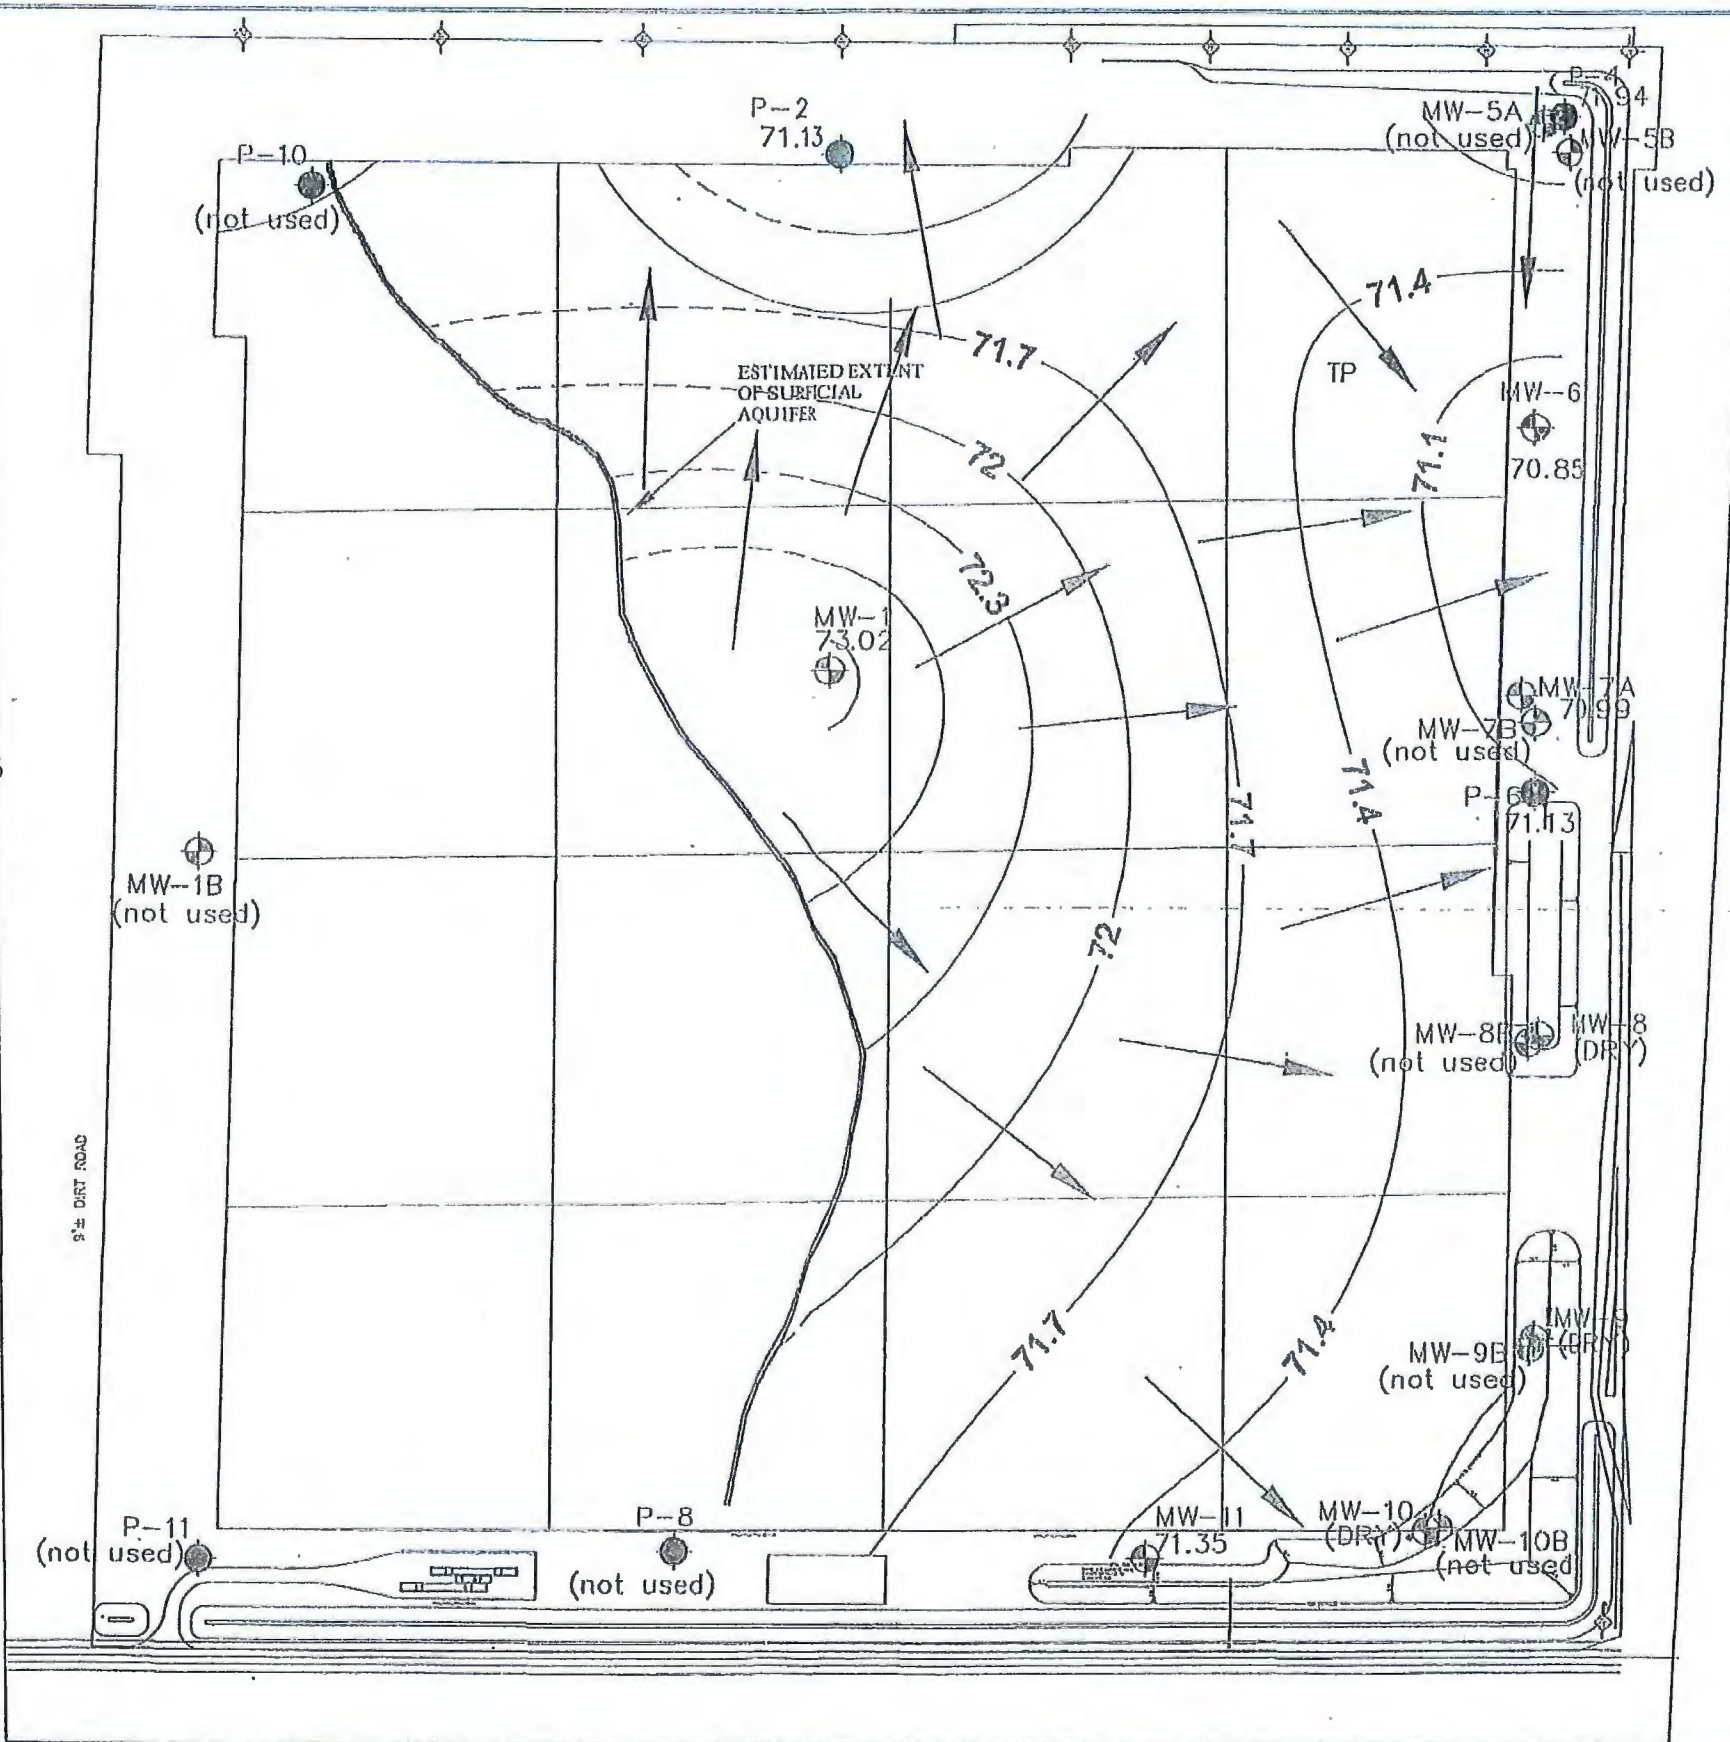 P-4
P-2
71.13
71.94
MW-5A
(not used)
MW-5B
(not used)
P-10
(not used)
71.4
71.7
ESTIMATED EXTENT
OF SURFICIAL
AQUIFER
TP
MW-6
70.85
72
71.1
72.3
MW-1
73.02
MW-7A
70.99
MW-7B
(not used)
71.4
P-6
71.13
71.7
MW-1B
(not used)
72
MW-8
(DRY)
(not used)
9'± DIRT ROAD
71.7
71.4
MW-9
(DRY)
MW-9B
(not used)
P-11
(not used)
P-8
(not used)
MW-11
71.35
MW-10
(DRY)
MW-10B
(not used